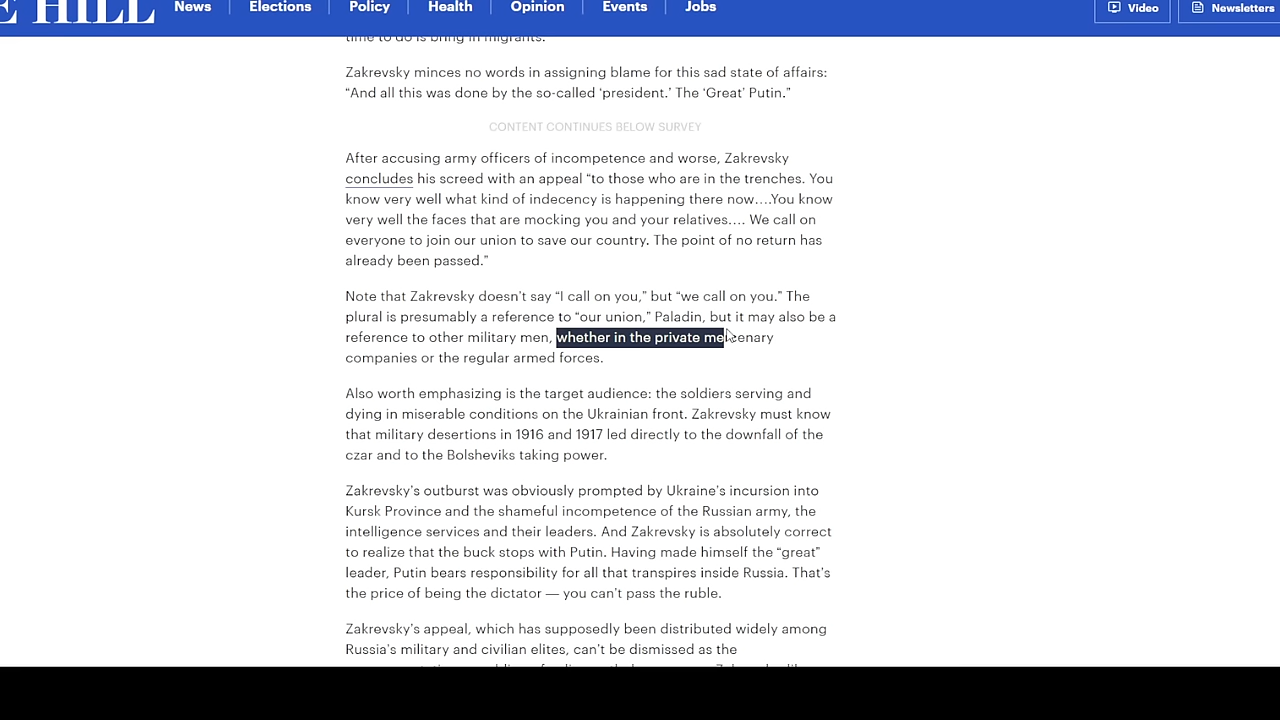 E HILL
News
Elections
Policy
Health
Opinion
Events
Jobs
Video
Newsletters
time to do is bring in migrants.
Zakrevsky minces no words in assigning blame for this sad state of affairs:
“And all this was done by the so-called ‘president.’ The ‘Great’ Putin.”
CONTENT CONTINUES BELOW SURVEY
After accusing army officers of incompetence and worse, Zakrevsky
concludes his screed with an appeal “to those who are in the trenches. You
know very well what kind of indecency is happening there now….You know
very well the faces that are mocking you and your relatives…. We call on
everyone to join our union to save our country. The point of no return has
already been passed.”
Note that Zakrevsky doesn’t say “I call on you,” but “we call on you.” The
plural is presumably a reference to “our union,” Paladin, but it may also be a
reference to other military men, whether in the private mercenary
companies or the regular armed forces.
Also worth emphasizing is the target audience: the soldiers serving and
dying in miserable conditions on the Ukrainian front. Zakrevsky must know
that military desertions in 1916 and 1917 led directly to the downfall of the
czar and to the Bolsheviks taking power.
Zakrevsky’s outburst was obviously prompted by Ukraine’s incursion into
Kursk Province and the shameful incompetence of the Russian army, the
intelligence services and their leaders. And Zakrevsky is absolutely correct
to realize that the buck stops with Putin. Having made himself the “great”
leader, Putin bears responsibility for all that transpires inside Russia. That’s
the price of being the dictator — you can’t pass the ruble.
Zakrevsky’s appeal, which has supposedly been distributed widely among
Russia’s military and civilian elites, can’t be dismissed as the